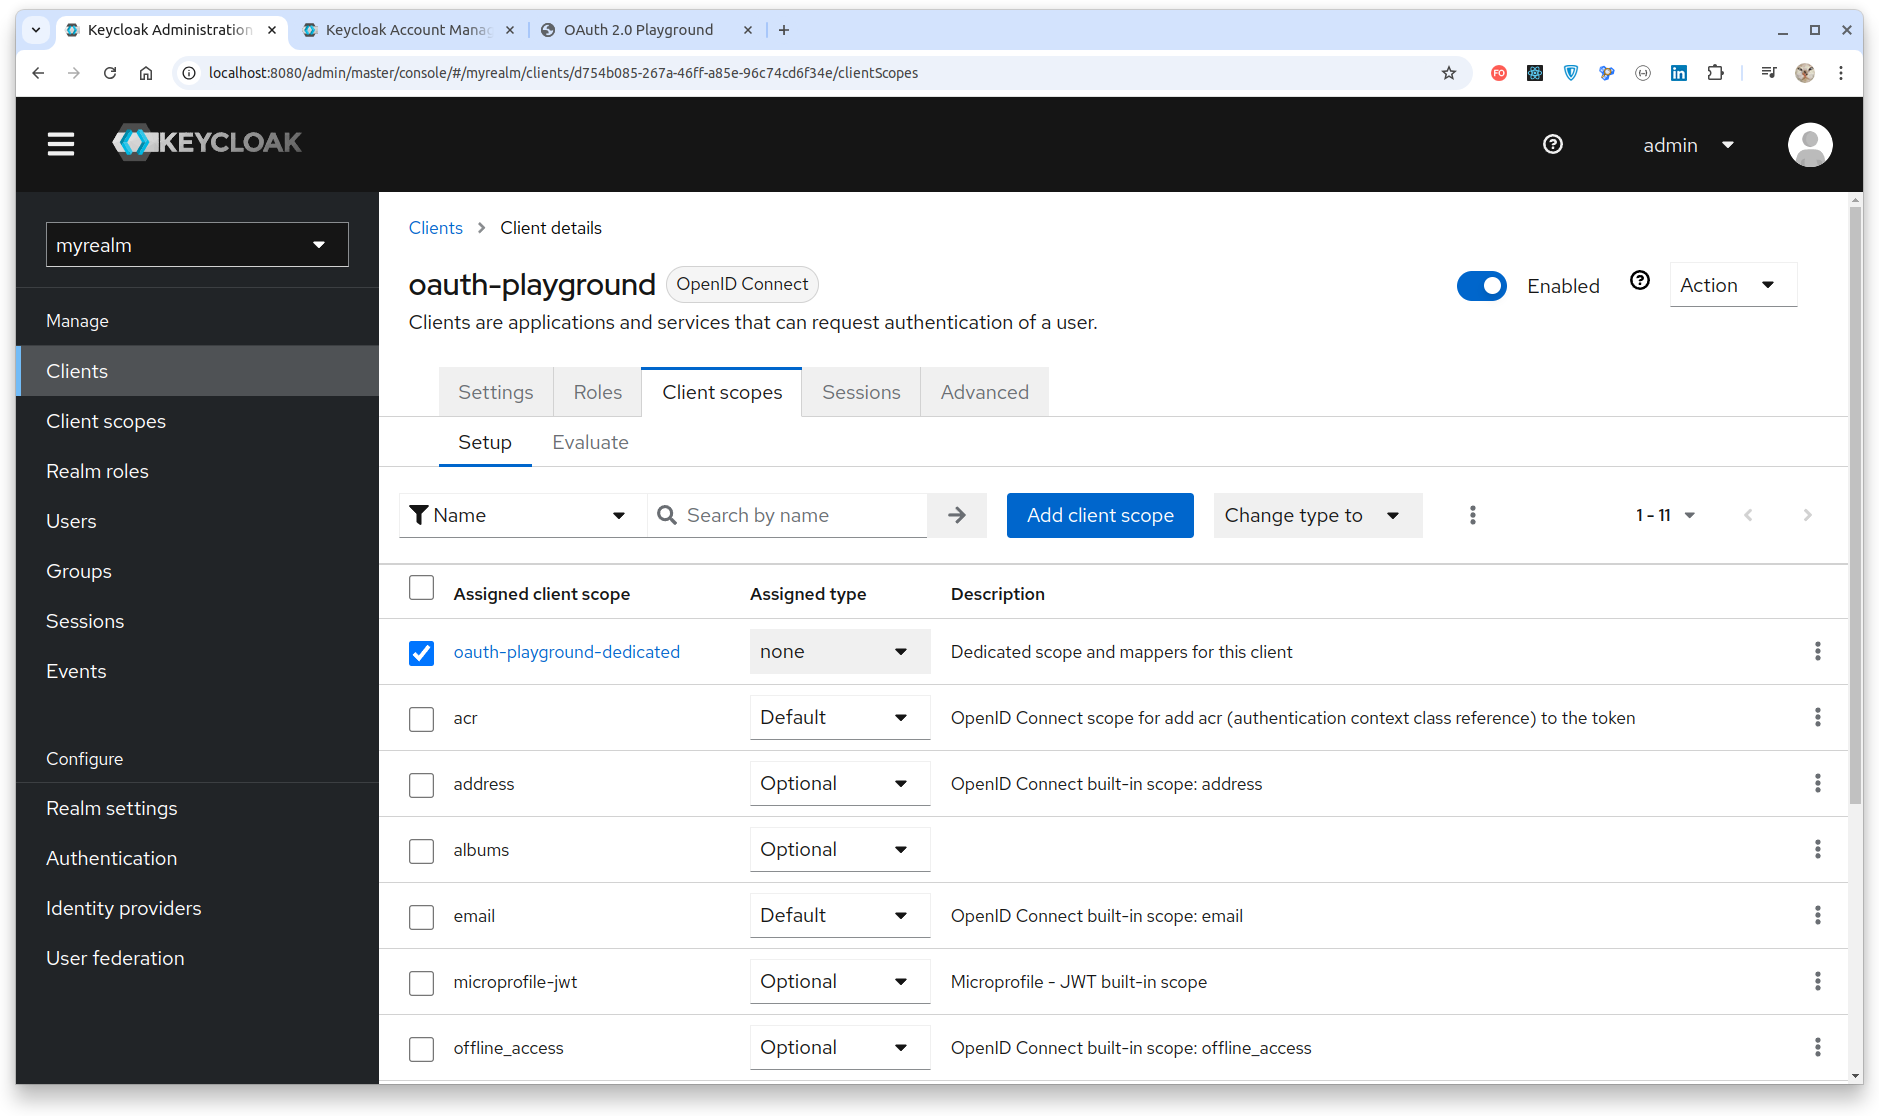 Keycloak Administration
Keycloak Account Mana
OAuth 2.0 Playground
localhost:8080/admin/master/console/#/myrealm/clients/d754b085-267a-46ff-a85e-96c74cd6f34e/clientScopes
FO
in
KEYCLOAK
admin
myrealm
Manage
Clients
Client scopes
Realm roles
Users
Groups
Sessions
Events
Configure
Realm settings
Authentication
Identity providers
User federation
Clients > Client details
oauth-playground OpenID Connect
Enabled
Action
Clients are applications and services that can request authentication of a user.
Settings Roles Client scopes Sessions Advanced
Setup Evaluate
Name Search by name Add client scope Change type to 1 - 11
Assigned client scope Assigned type Description
oauth-playground-dedicated none Dedicated scope and mappers for this client
acr Default OpenID Connect scope for add acr (authentication context class reference) to the token
address Optional OpenID Connect built-in scope: address
albums Optional
email Default OpenID Connect built-in scope: email
microprofile-jwt Optional Microprofile - JWT built-in scope
offline_access Optional OpenID Connect built-in scope: offline_access